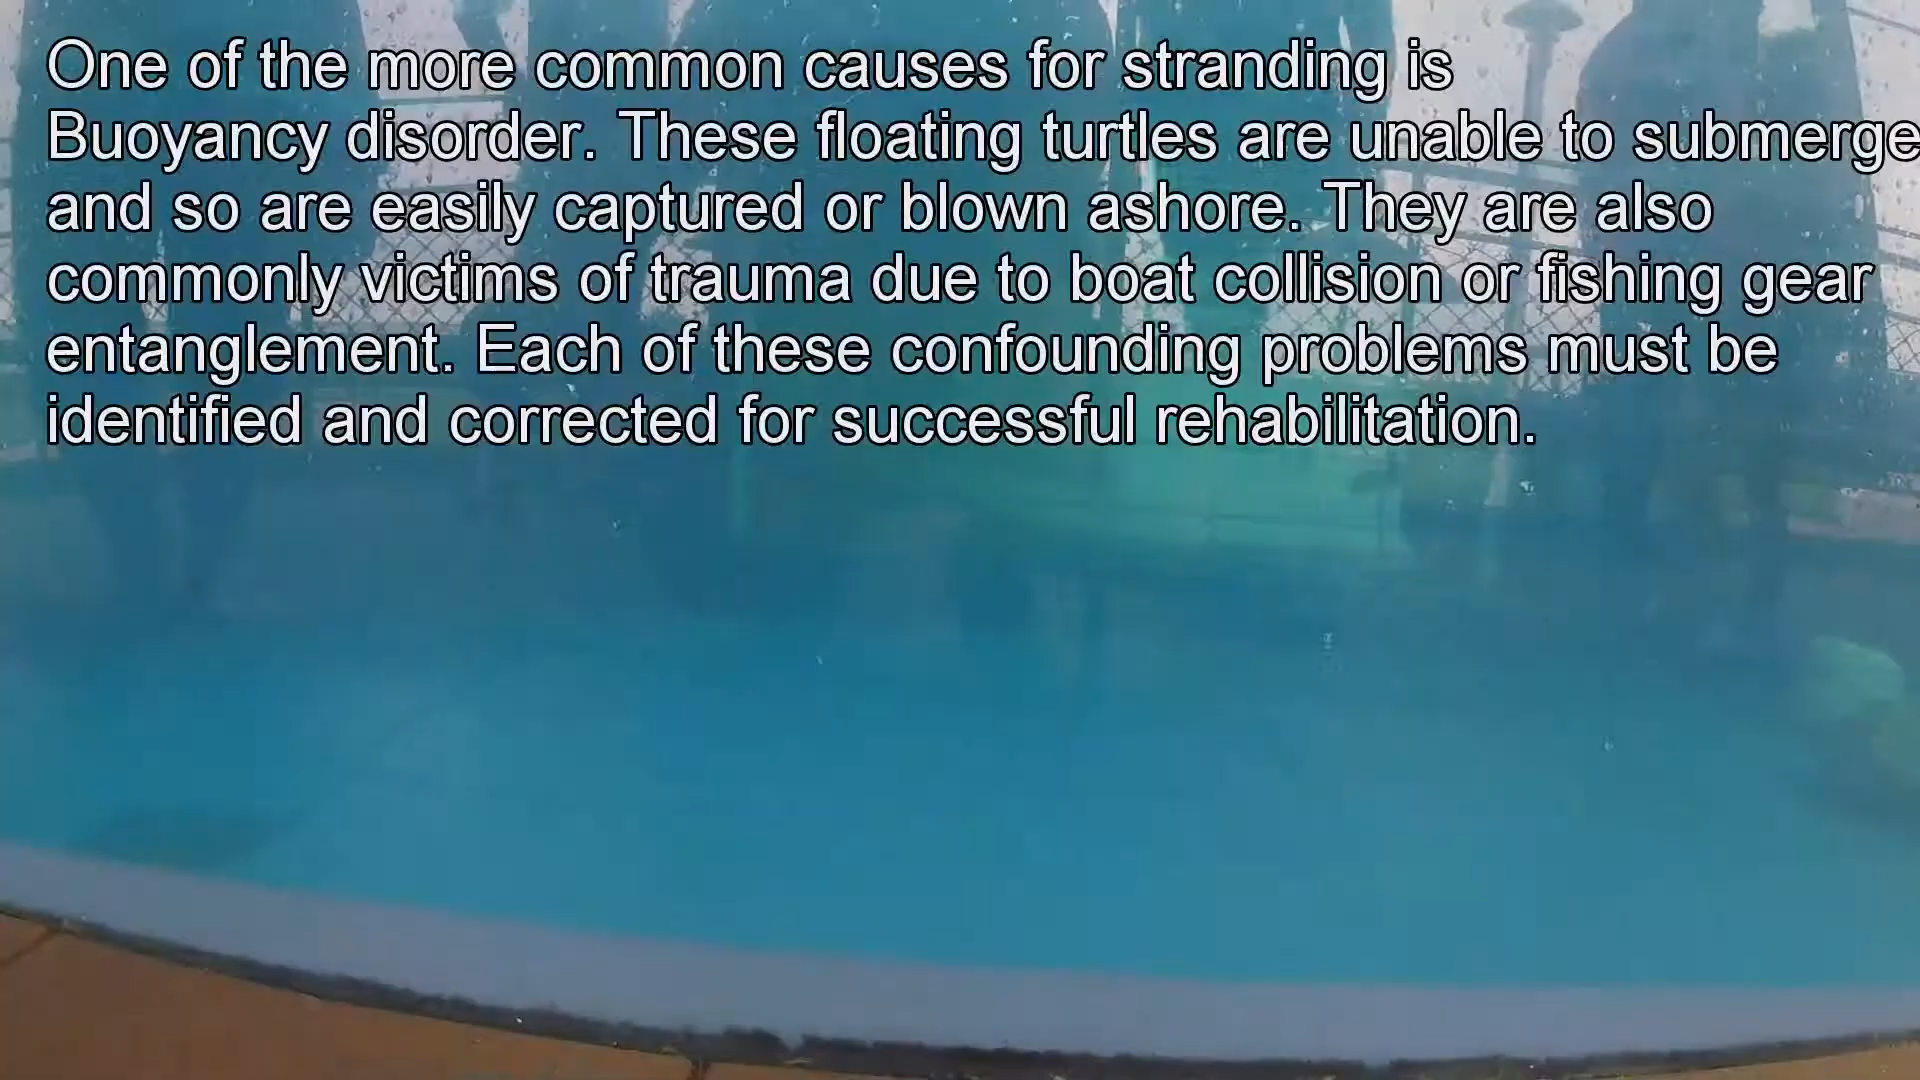 One of the more common causes for stranding is
Buoyancy disorder. These floating turtles are unable to submerge
and so are easily captured or blown ashore. They are also
commonly victims of trauma due to boat collision or fishing gear
entanglement. Each of these confounding problems must be
identified and corrected for successful rehabilitation.